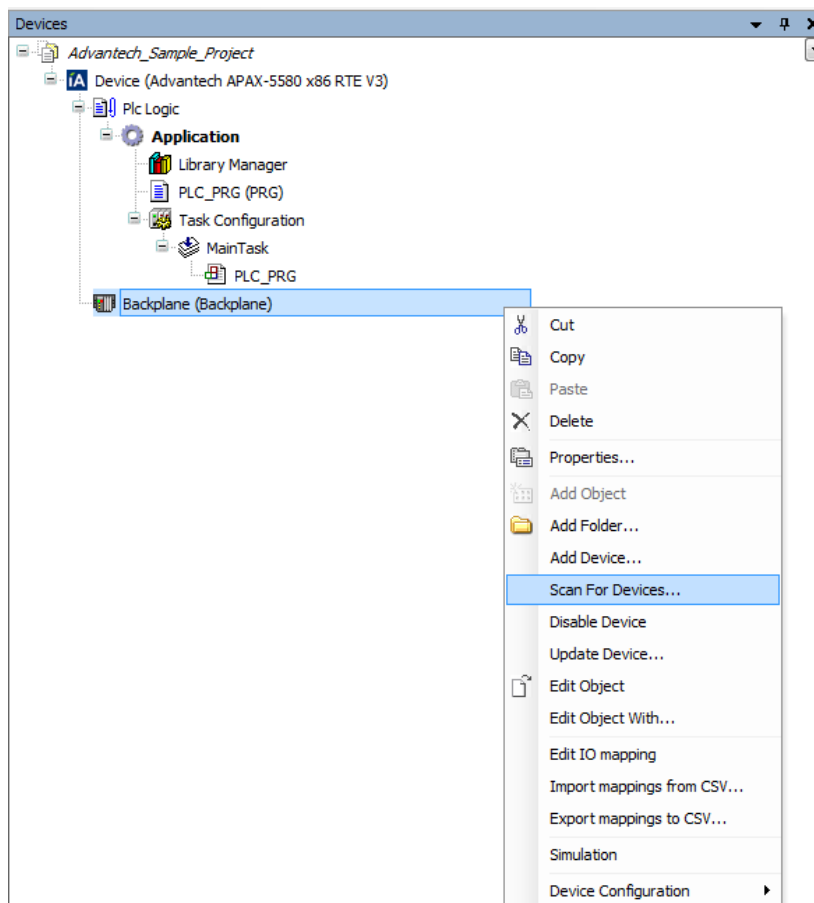 Devices
Advantech_Sample_Project
Device (Advantech APAX-5580 x86 RTE V3)
Plc Logic
Application
Library Manager
PLC_PRG (PRG)
Task Configuration
MainTask
PLC_PRG
Backplane (Backplane)
Cut
Copy
Paste
Delete
Properties...
Add Object
Add Folder...
Add Device...
Scan For Devices...
Disable Device
Update Device...
Edit Object
Edit Object With...
Edit IO mapping
Import mappings from CSV...
Export mappings to CSV...
Simulation
Device Configuration